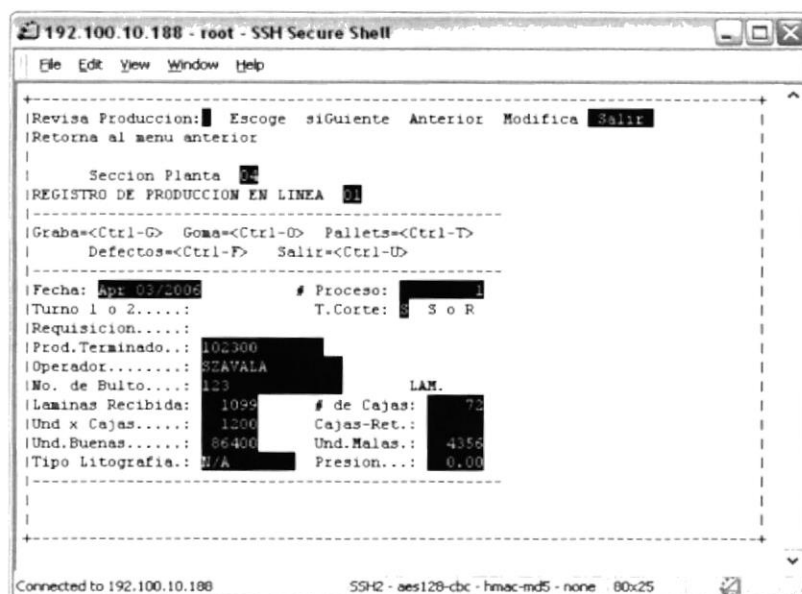 192.100.10.188 - root - SSH Secure Shell
File Edit View Window Help
Revisa Produccion: Escoge siGuiente Anterior Modifica Salir
Retorna al menu anterior
Seccion Planta 04
REGISTRO DE PRODUCCION EN LINEA 01
Graba=<Ctrl-G> Goma=<Ctrl-O> Pallets=<Ctrl-T>
Defectos=<Ctrl-F> Salir=<Ctrl-U>
Fecha: Apr 03/2006 # Proceso: 1
Turno 1 o 2.....: T.Corte: S S o R
Requisicion.....:
Prod.Terminado..: 102300
Operador........: SZAVALA
No. de Bulto....: 123 LAM.
Laminas Recibida: 1099 # de Cajas: 72
Und x Cajas.....: 1200 Cajas-Ret.:
Und.Buenas......: 86400 Und.Malas.: 4356
Tipo Litografia.: N/A Presion...: 0.00
Connected to 192.100.10.188 SSH2 - aes128-cbc - hmac-md5 - none 80x25